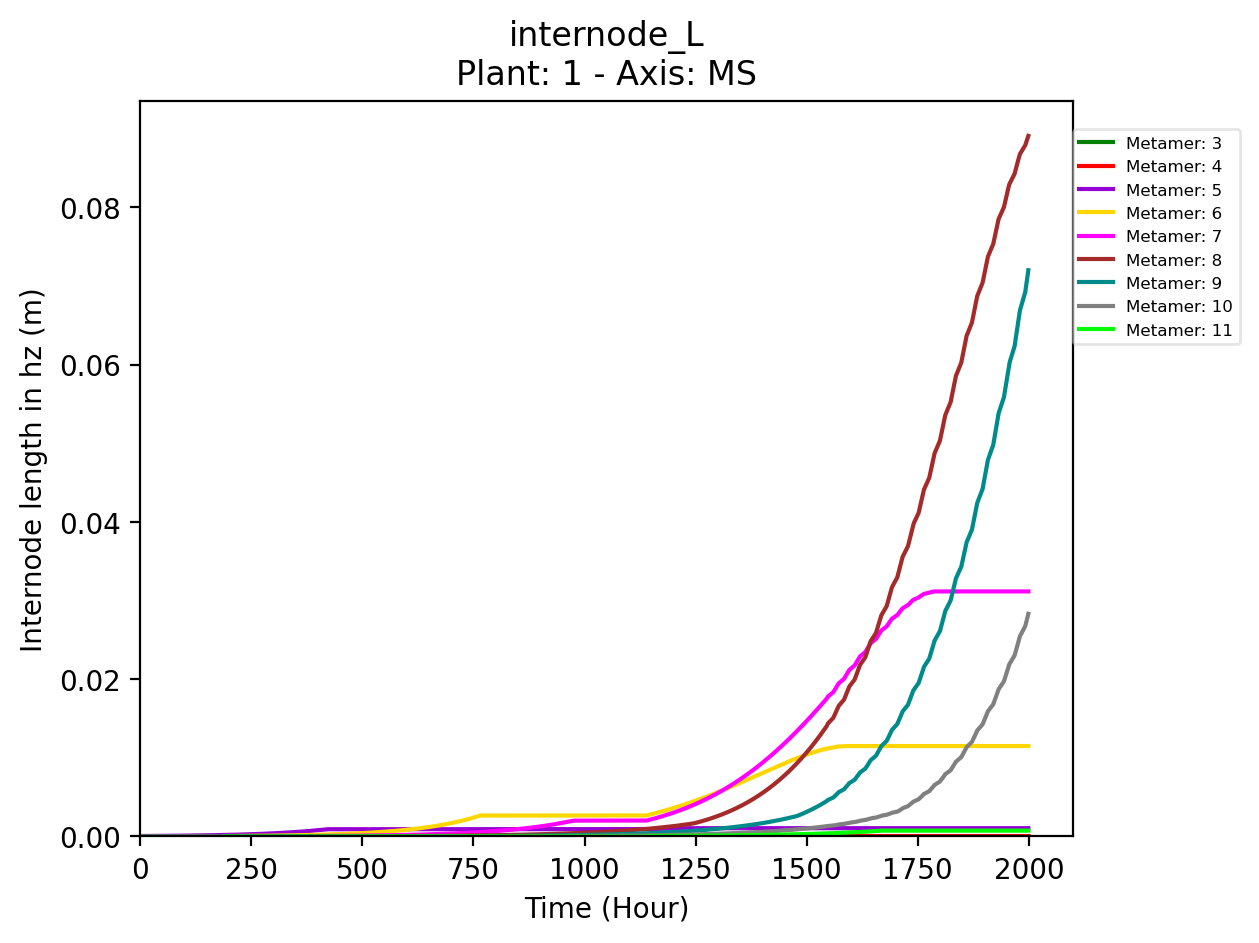 internode_L
Plant: 1 - Axis: MS
Internode length in hz (m)
0.08
0.06
0.04
0.02
0.00
0 250 500 750 1000 1250 1500 1750 2000
Time (Hour)
Metamer: 3
Metamer: 4
Metamer: 5
Metamer: 6
Metamer: 7
Metamer: 8
Metamer: 9
Metamer: 10
Metamer: 11